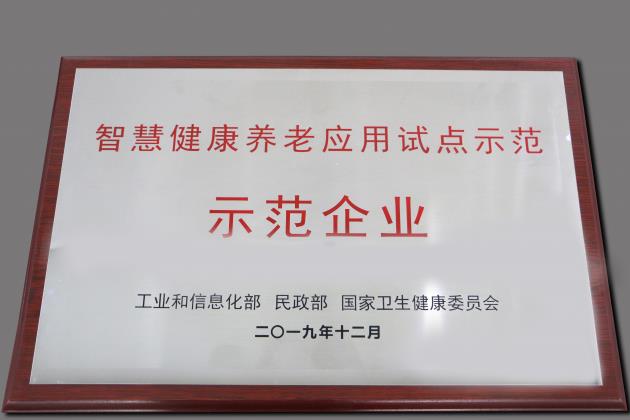 智慧健康养老应用试点示范
示范企业
工业和信息化部 民政部 国家卫生健康委员会
二〇一九年十二月